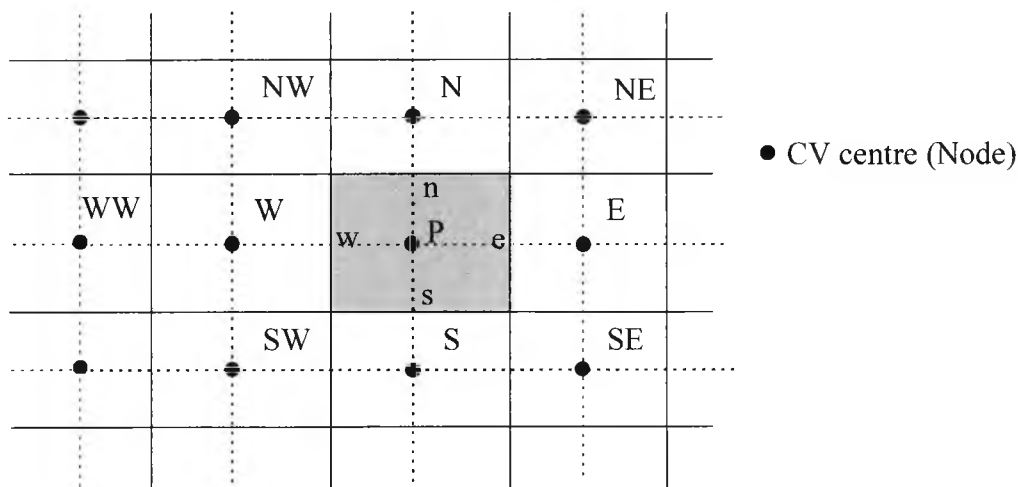 NW N NE
CV centre (Node)
n
WW W P E
w e
s
SW S SE